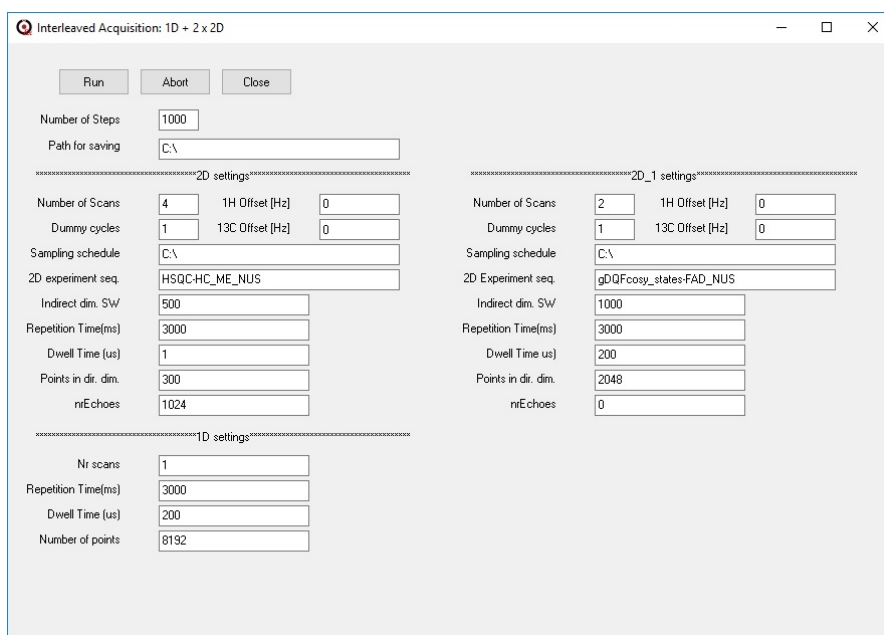 Interleaved Acquisition: 1D + 2 x 2D
Run Abort Close
Number of Steps 1000
Path for saving C:\
2D settings
Number of Scans 4 1H Offset [Hz] 0
Dummy cycles 1 13C Offset [Hz] 0
Sampling schedule C:\
2D experiment seq. HSQC-HC_ME_NUS
Indirect dim. SW 500
Repetition Time(ms) 3000
Dwell Time (us) 1
Points in dir. dim. 300
nrEchoes 1024
2D_1 settings
Number of Scans 2 1H Offset [Hz] 0
Dummy cycles 1 13C Offset [Hz] 0
Sampling schedule C:\
2D Experiment seq. gDQFcosy_states-FAD_NUS
Indirect dim. SW 1000
Repetition Time(ms) 3000
Dwell Time us) 200
Points in dir. dim. 2048
nrEchoes 0
1D settings
Nr scans 1
Repetition Time(ms) 3000
Dwell Time (us) 200
Number of points 8192